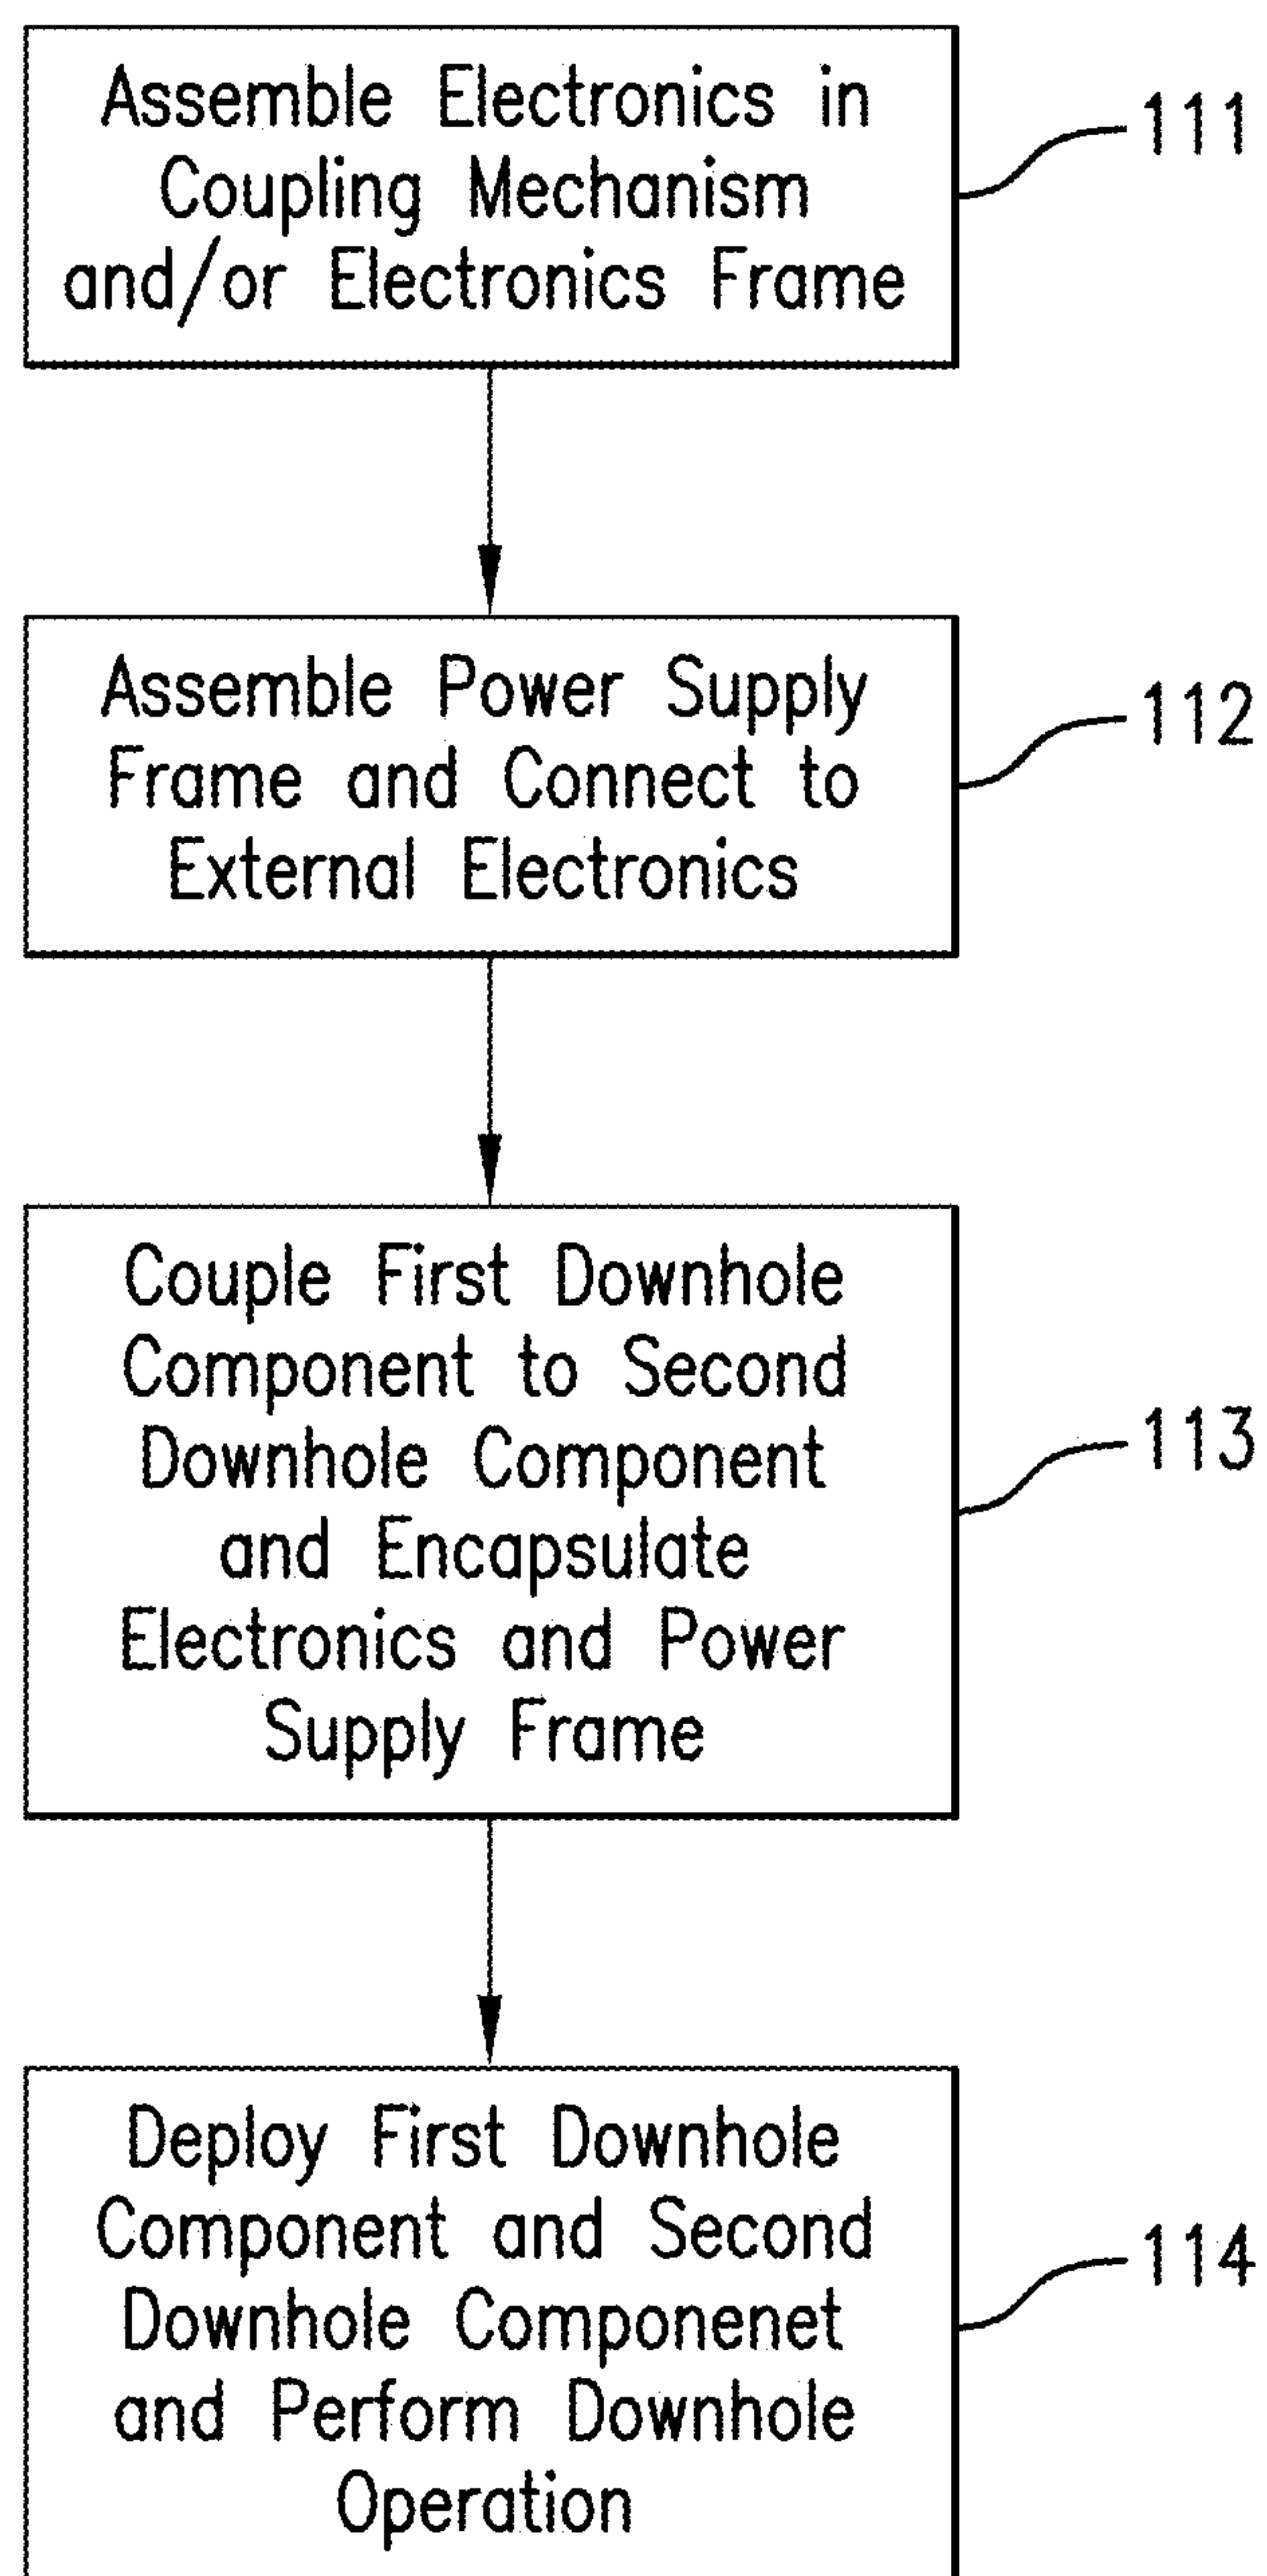 Assemble Electronics in
Coupling Mechanism
and/or Electronics Frame
111
Assemble Power Supply
Frame and Connect to
External Electronics
112
Couple First Downhole
Component to Second
Downhole Component
and Encapsulate
Electronics and Power
Supply Frame
113
Deploy First Downhole
Component and Second
Downhole Componenet
and Perform Downhole
Operation
114